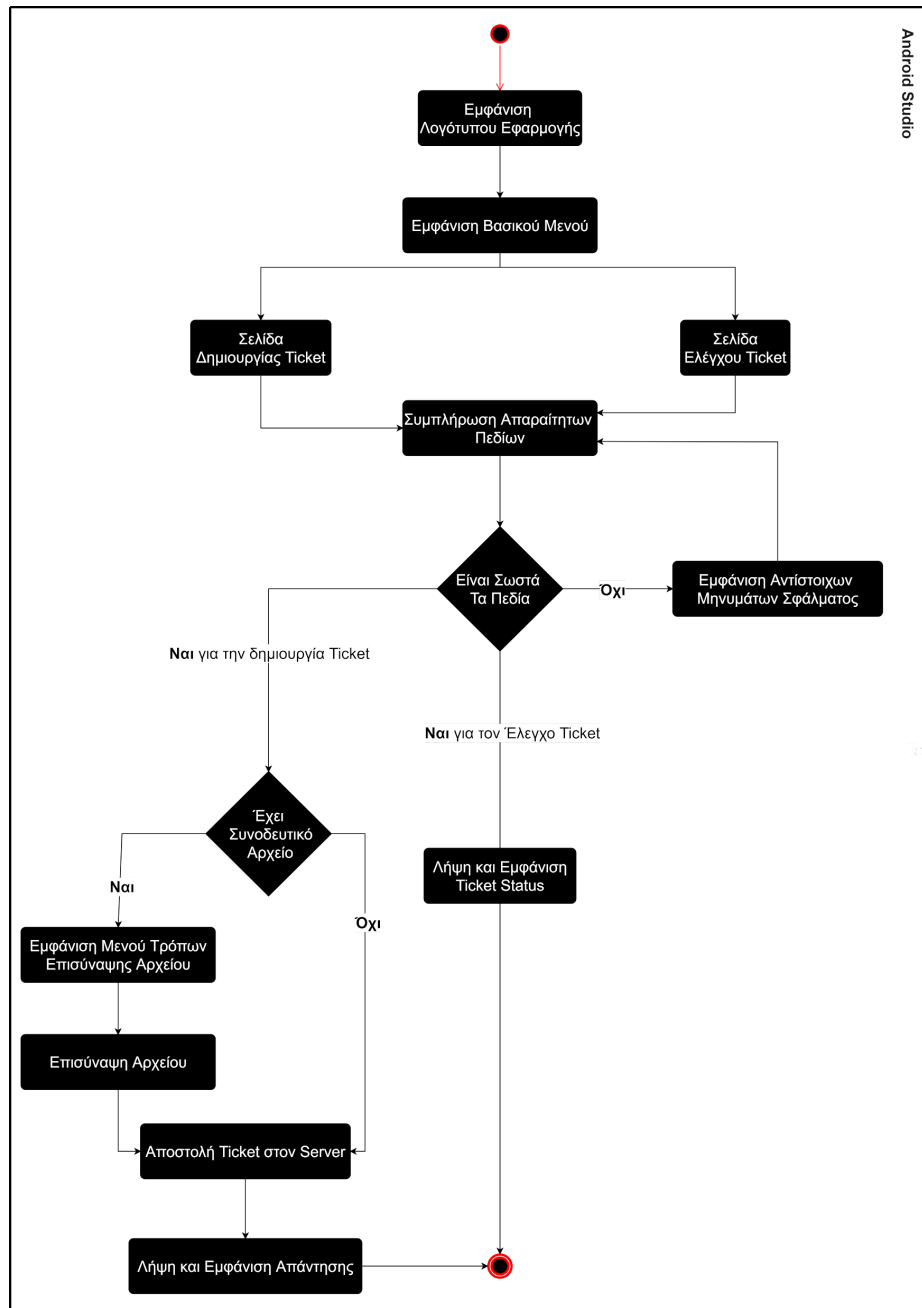 Android Studio
Εμφάνιση
Λογότυπου Εφαρμογής
Εμφάνιση Βασικού Μενού
Σελίδα
Δημιουργίας Ticket
Σελίδα
Ελέγχου Ticket
Συμπλήρωση Απαραίτητων
Πεδίων
Είναι Σωστά
Τα Πεδία
Όχι
Εμφάνιση Αντίστοιχων
Μηνυμάτων Σφάλματος
Ναι για την δημιουργία Ticket
Ναι για τον Έλεγχο Ticket
Έχει
Συνοδευτικό
Αρχείο
Ναι
Όχι
Λήψη και Εμφάνιση
Ticket Status
Εμφάνιση Μενού Τρόπων
Επισύναψης Αρχείου
Επισύναψη Αρχείου
Αποστολή Ticket στον Server
Λήψη και Εμφάνιση Απάντησης